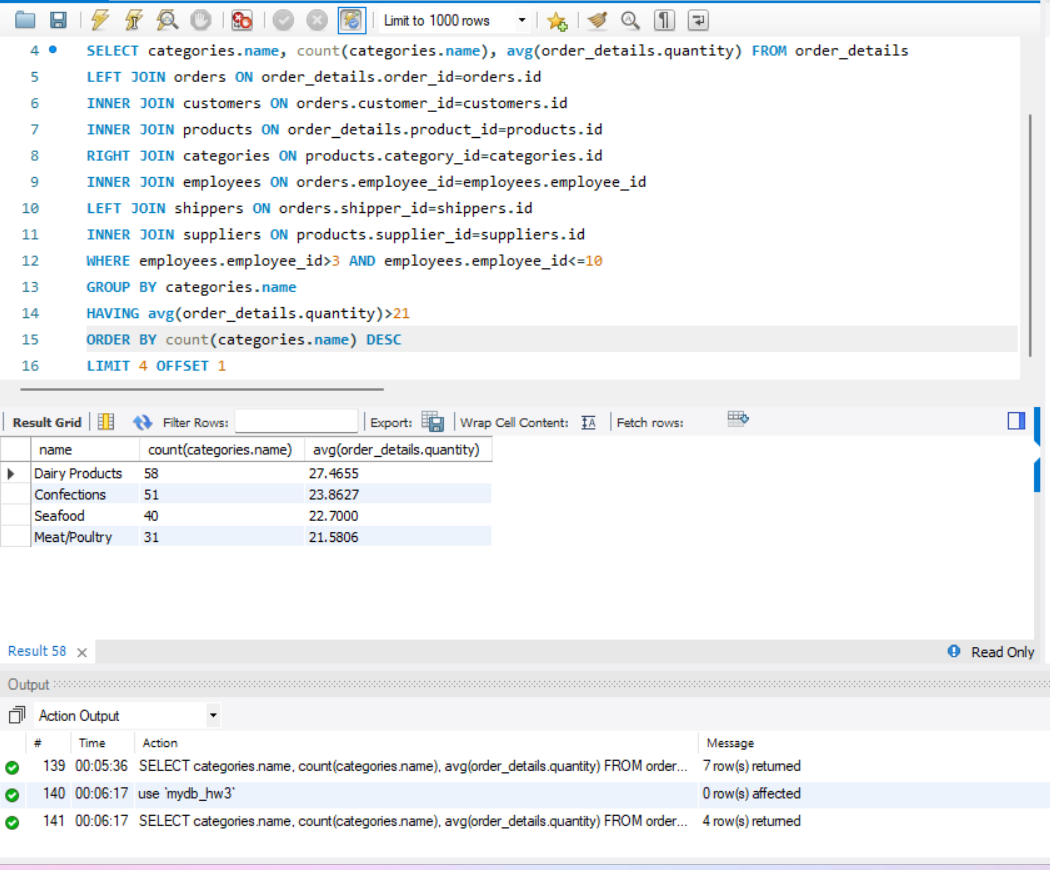 Limit to 1000 rows
4 SELECT categories.name, count(categories.name), avg(order_details.quantity) FROM order_details
5 LEFT JOIN orders ON order_details.order_id=orders.id
6 INNER JOIN customers ON orders.customer_id=customers.id
7 INNER JOIN products ON order_details.product_id=products.id
8 RIGHT JOIN categories ON products.category_id=categories.id
9 INNER JOIN employees ON orders.employee_id=employees.employee_id
10 LEFT JOIN shippers ON orders.shipper_id=shippers.id
11 INNER JOIN suppliers ON products.supplier_id=suppliers.id
12 WHERE employees.employee_id>3 AND employees.employee_id<=10
13 GROUP BY categories.name
14 HAVING avg(order_details.quantity)>21
15 ORDER BY count(categories.name) DESC
16 LIMIT 4 OFFSET 1
Result Grid Filter Rows: Export: Wrap Cell Content: IA Fetch rows:
name count(categories.name) avg(order_details.quantity)
Dairy Products 58 27.4655
Confections 51 23.8627
Seafood 40 22.7000
Meat/Poultry 31 21.5806
Result 58 Read Only
Output
Action Output
# Time Action Message
139 00:05:36 SELECT categories.name, count(categories.name), avg(order_details.quantity) FROM order... 7 row(s) returned
140 00:06:17 use `mydb_hw3` 0 row(s) affected
141 00:06:17 SELECT categories.name, count(categories.name), avg(order_details.quantity) FROM order... 4 row(s) returned